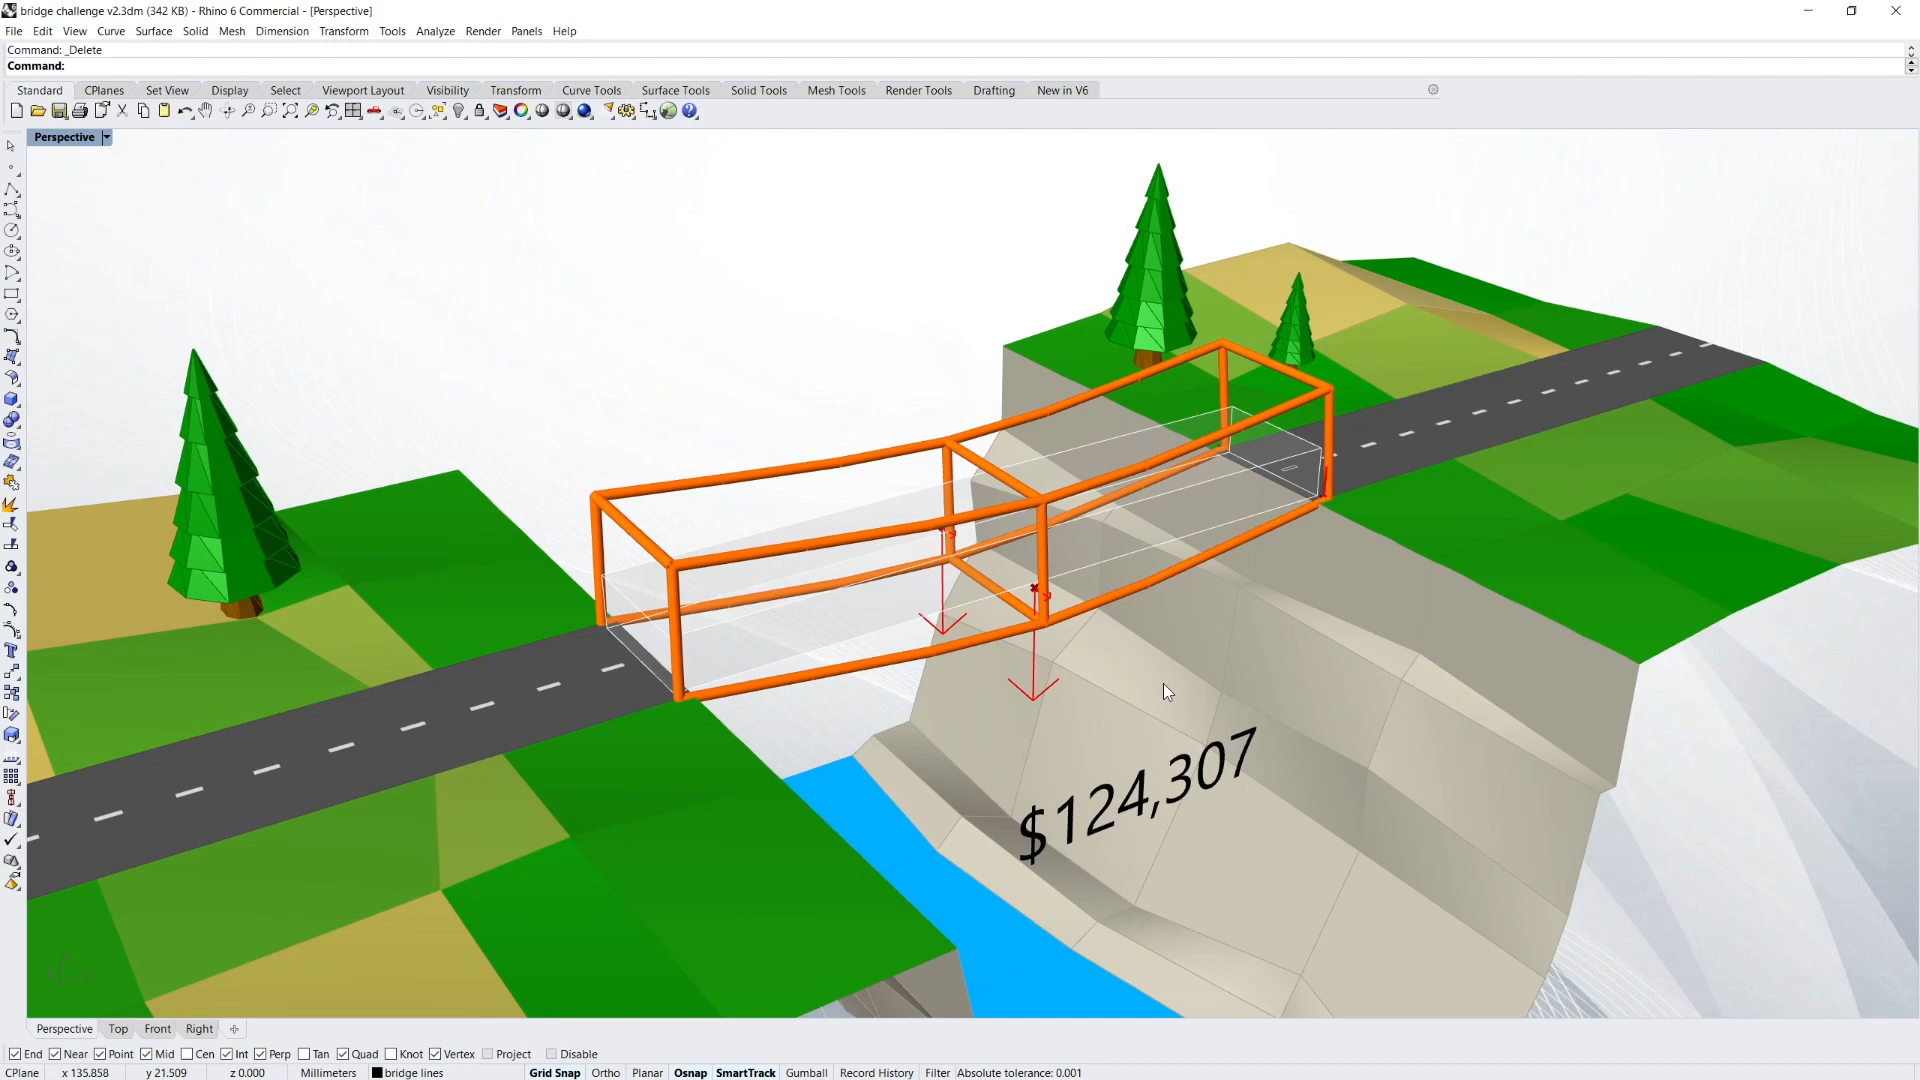 bridge challenge v2.3dm (342 KB) - Rhino 6 Commercial - [Perspective]
File Edit View Curve Surface Solid Mesh Dimension Transform Tools Analyze Render Panels Help
Command: _Delete
Command:
Standard CPlanes Set View Display Select Viewport Layout Visibility Transform Curve Tools Surface Tools Solid Tools Mesh Tools Render Tools Drafting New in V6
Perspective
$124,307
Perspective Top Front Right
End Near Point Mid Cen Int Perp Tan Quad Knot Vertex Project Disable
CPlane x 135.858 y 21.509 z 0.000 Millimeters bridge lines Grid Snap Ortho Planar Osnap SmartTrack Gumball Record History Filter Absolute tolerance: 0.001